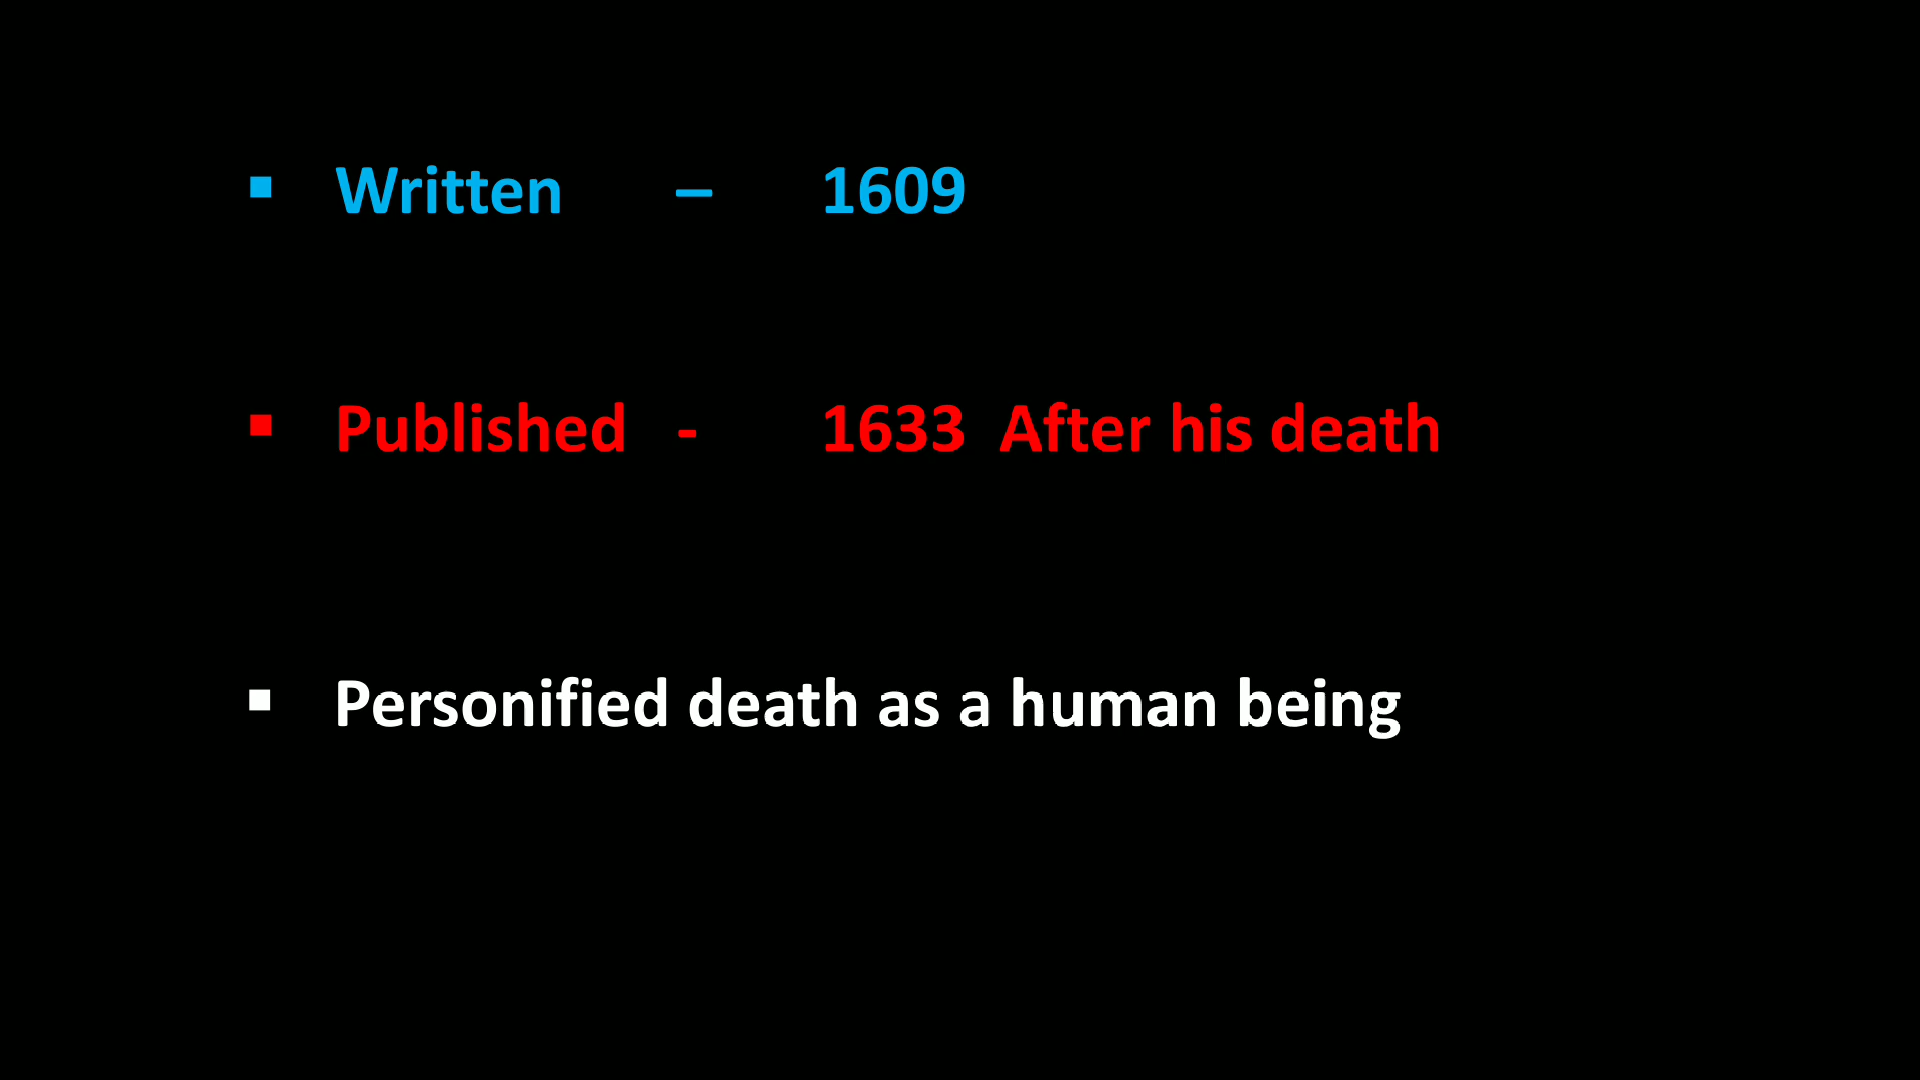 ▪ Written – 1609
▪ Published - 1633 After his death
▪ Personified death as a human being